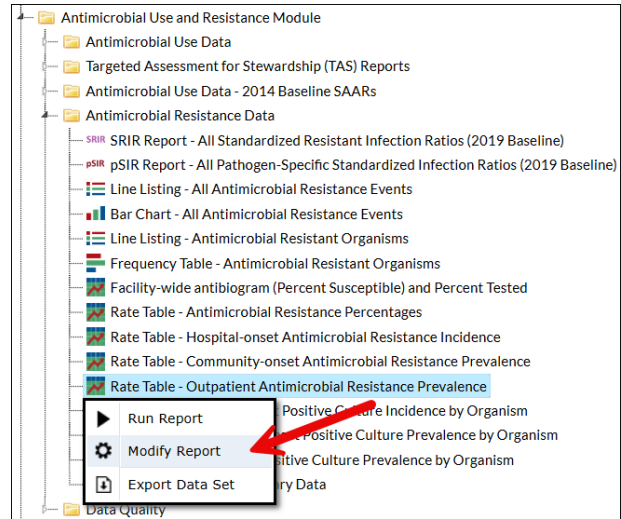 Antimicrobial Use and Resistance Module
Antimicrobial Use Data
Targeted Assessment for Stewardship (TAS) Reports
Antimicrobial Use Data - 2014 Baseline SAARs
Antimicrobial Resistance Data
SRIR SRIR Report - All Standardized Resistant Infection Ratios (2019 Baseline)
pSIR pSIR Report - All Pathogen-Specific Standardized Infection Ratios (2019 Baseline)
Line Listing - All Antimicrobial Resistance Events
Bar Chart - All Antimicrobial Resistance Events
Line Listing - Antimicrobial Resistant Organisms
Frequency Table - Antimicrobial Resistant Organisms
Facility-wide antibiogram (Percent Susceptible) and Percent Tested
Rate Table - Antimicrobial Resistance Percentages
Rate Table - Hospital-onset Antimicrobial Resistance Incidence
Rate Table - Community-onset Antimicrobial Resistance Prevalence
Rate Table - Outpatient Antimicrobial Resistance Prevalence
Run Report Positive Culture Incidence by Organism
Modify Report Positive Culture Prevalence by Organism
Culture Prevalence by Organism
Export Data Set Data
Data Quality